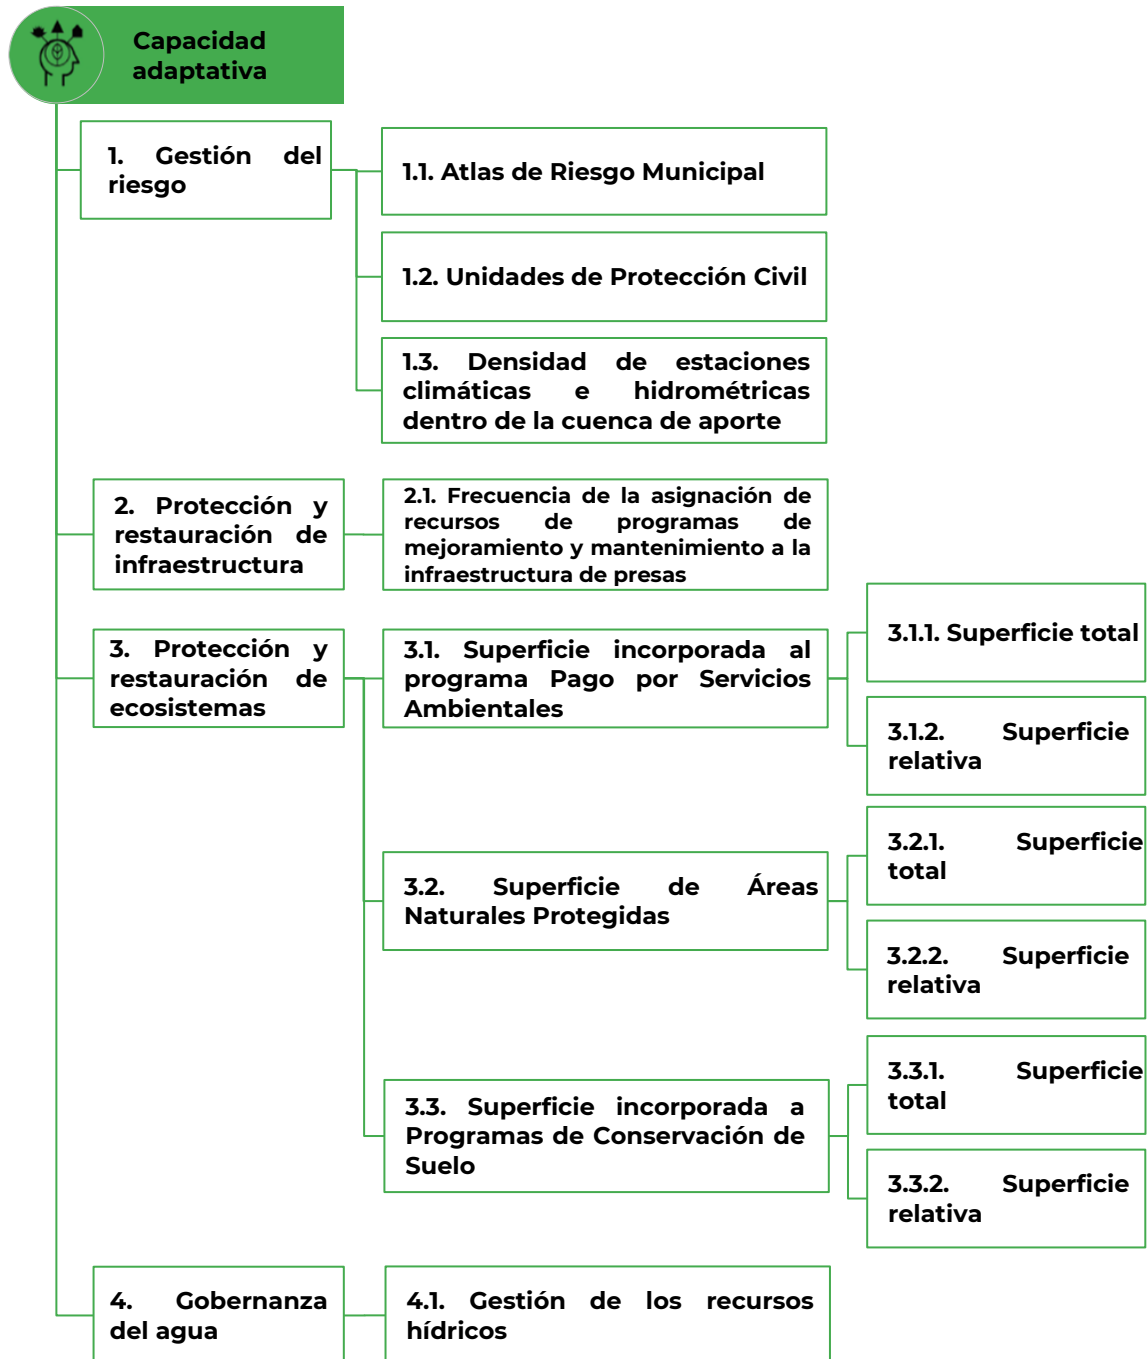 Capacidad
adaptativa
1. Gestión del
riesgo
1.1. Atlas de Riesgo Municipal
1.2. Unidades de Protección Civil
1.3. Densidad de estaciones
climáticas e hidrométricas
dentro de la cuenca de aporte
2. Protección y
restauración de
infraestructura
2.1. Frecuencia de la asignación de
recursos de programas de
mejoramiento y mantenimiento a la
infraestructura de presas
3. Protección y
restauración de
ecosistemas
3.1. Superficie incorporada al
programa Pago por Servicios
Ambientales
3.1.1. Superficie total
3.1.2. Superficie
relativa
3.2. Superficie de Áreas
Naturales Protegidas
3.2.1. Superficie
total
3.2.2. Superficie
relativa
3.3. Superficie incorporada a
Programas de Conservación de
Suelo
3.3.1. Superficie
total
3.3.2. Superficie
relativa
4. Gobernanza
del agua
4.1. Gestión de los recursos
hídricos